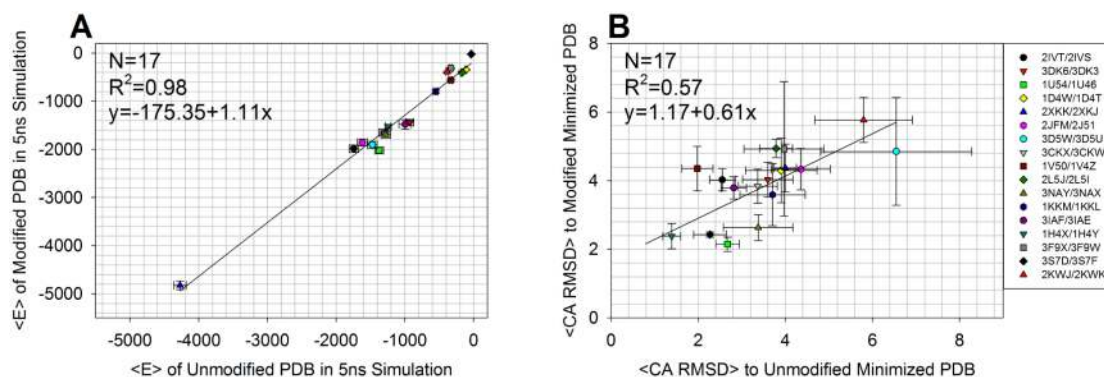 A
N=17
R²=0.98
y=-175.35+1.11x
<E> of Modified PDB in 5ns Simulation
0
-1000
-2000
-3000
-4000
-5000
-5000 -4000 -3000 -2000 -1000 0
<E> of Unmodified PDB in 5ns Simulation
B
N=17
R²=0.57
y=1.17+0.61x
<CA RMSD> to Modified Minimized PDB
8
6
4
2
0
0 2 4 6 8
<CA RMSD> to Unmodified Minimized PDB
2IVT/2IVS
3DK6/3DK3
1U54/1U46
1D4W/1D4T
2XKK/2XKJ
2JFM/2J51
3D5W/3D5U
3CKX/3CKW
1V50/1V4Z
2L5J/2L5I
3NAY/3NAX
1KKM/1KKL
3IAF/3IAE
1H4X/1H4Y
3F9X/3F9W
3S7D/3S7F
2KWJ/2KWK